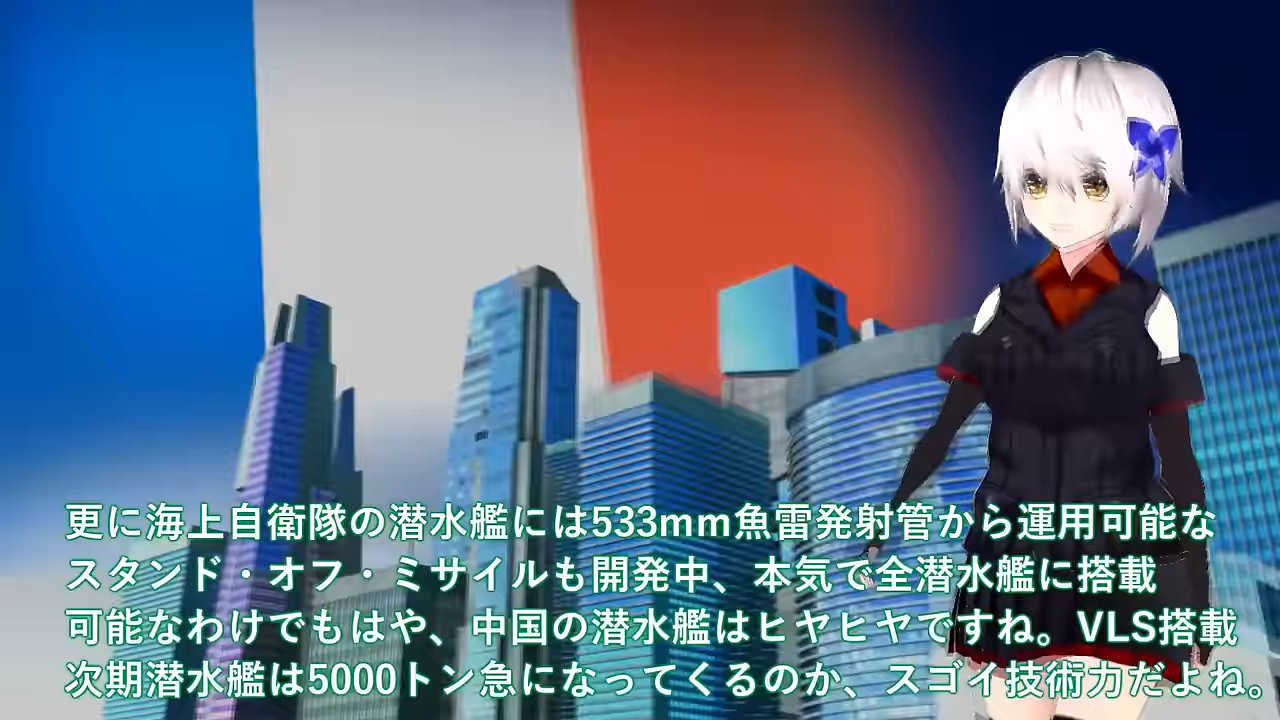 更に海上自衛隊の潜水艦には533mm魚雷発射管から運用可能な
スタンド・オフ・ミサイルも開発中、本気で全潜水艦に搭載
可能なわけでもはや、中国の潜水艦はヒヤヒヤですね。VLS搭載
次期潜水艦は5000トン急になってくるのか、スゴイ技術力だよね。